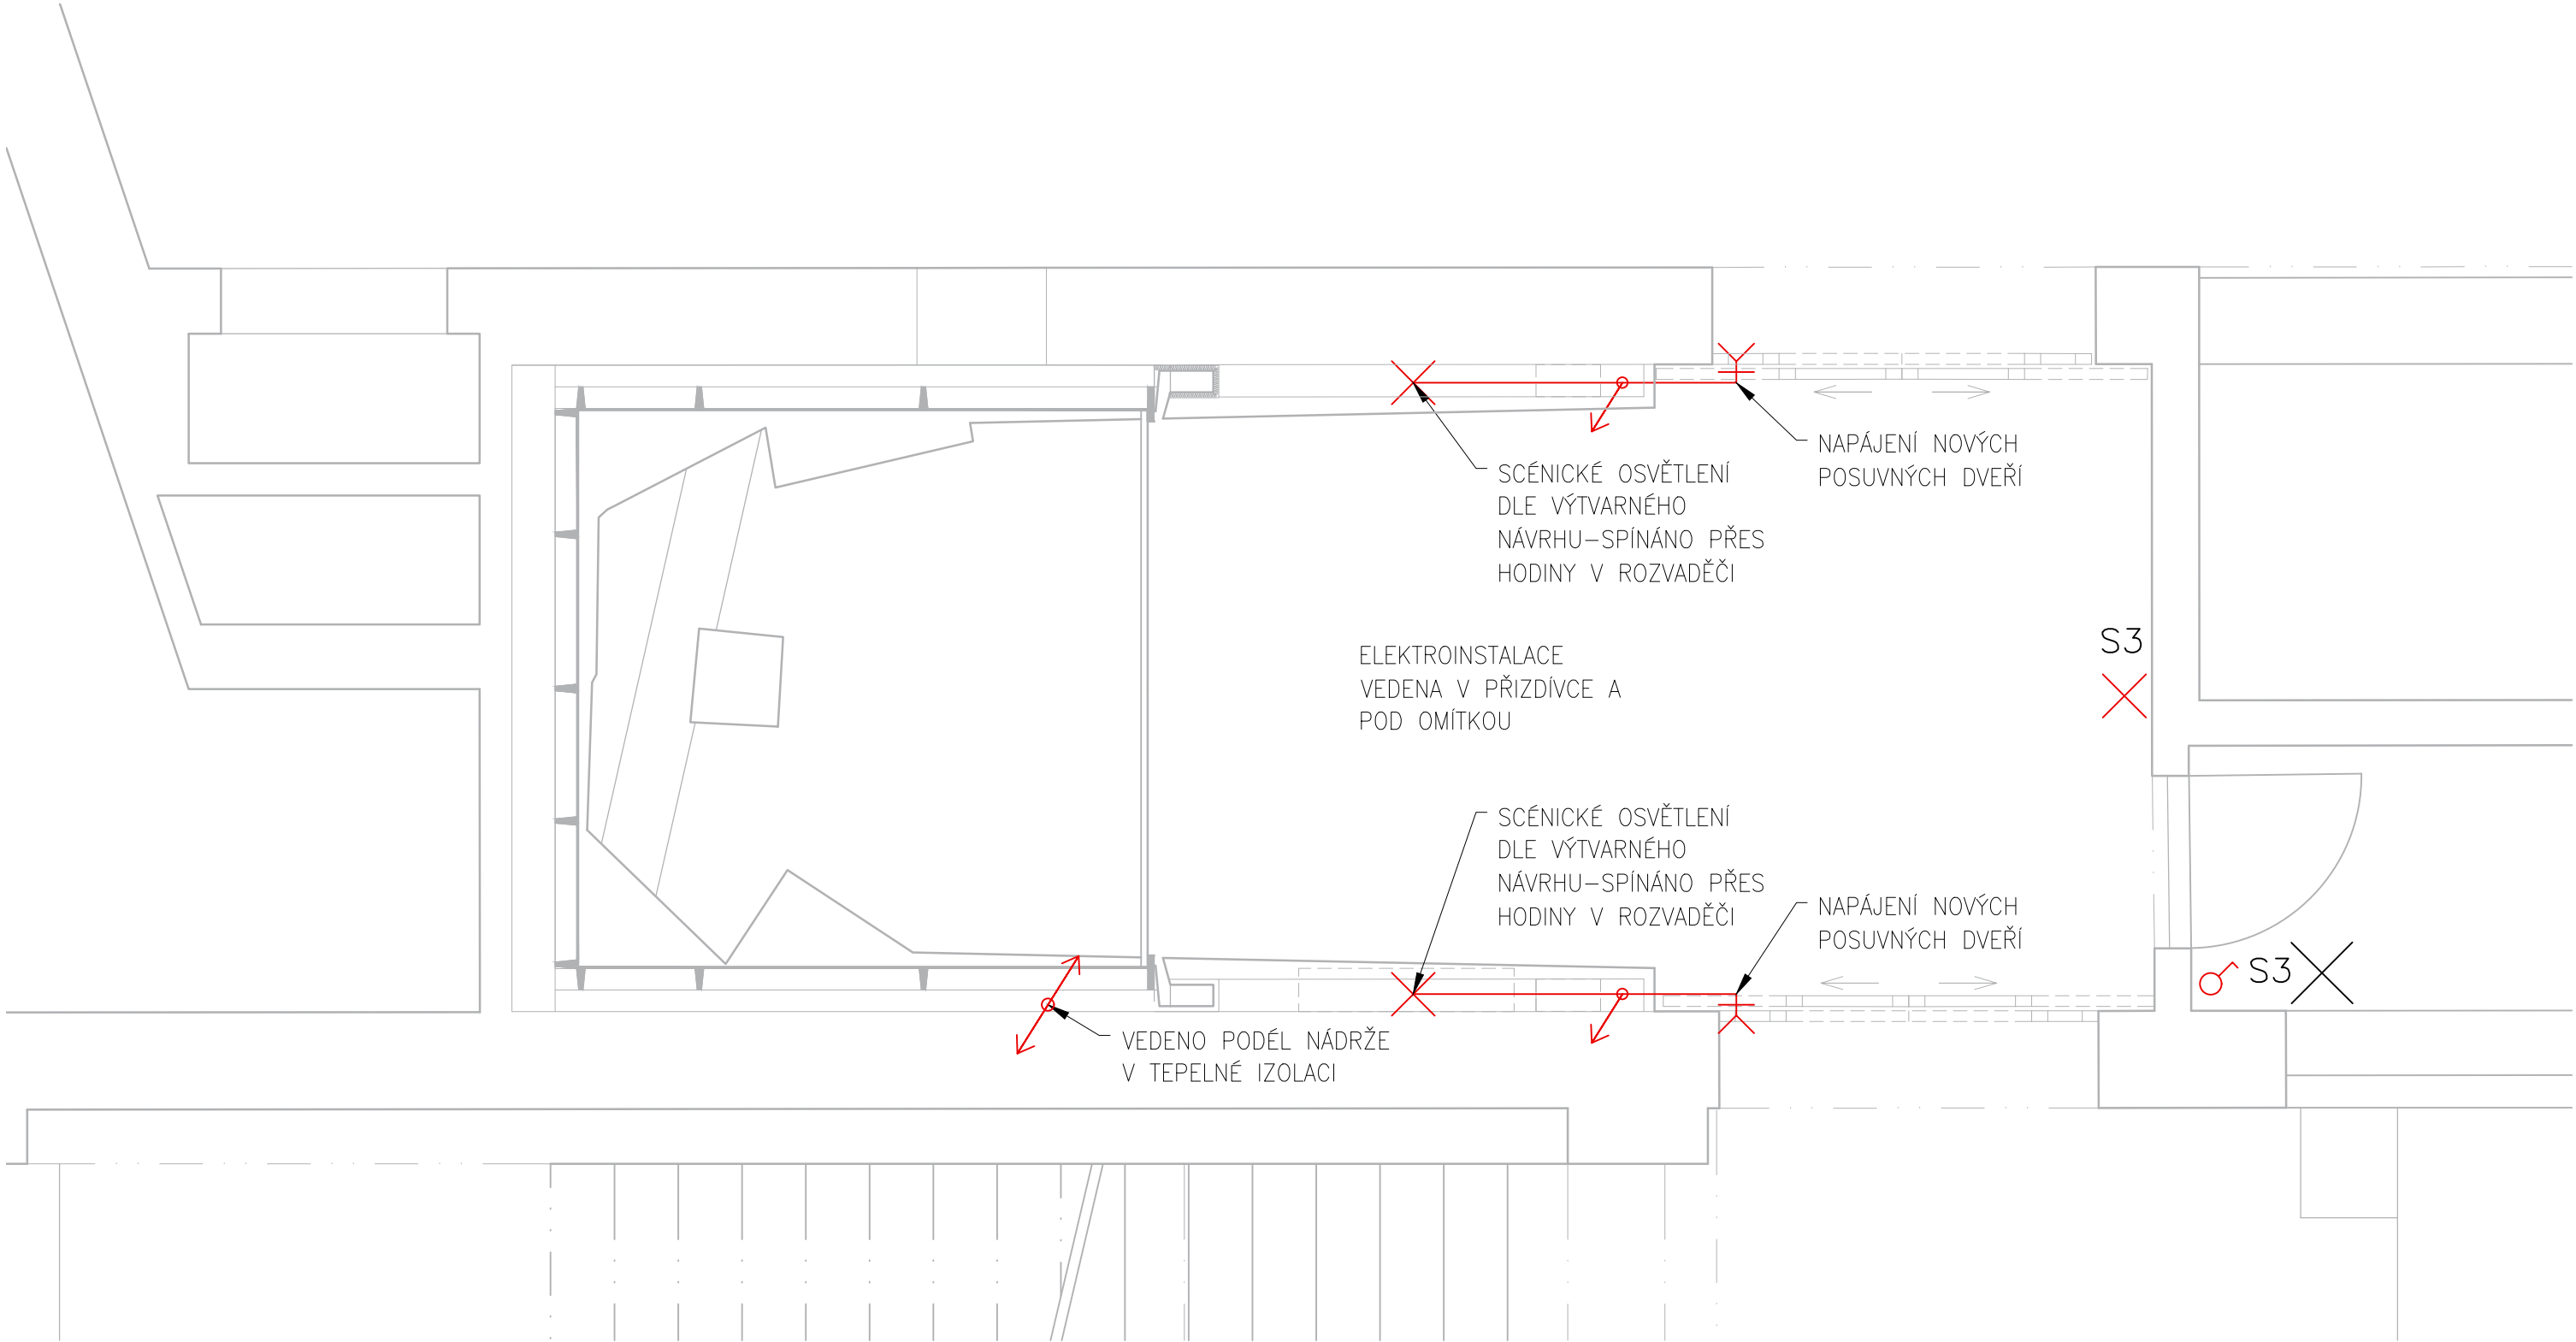 NAPÁJENÍ NOVÝCH
POSUVNÝCH DVEŘÍ
SCÉNICKÉ OSVĚTLENÍ
DLE VÝTVARNÉHO
NÁVRHU-SPÍNÁNO PŘES
HODINY V ROZVADĚČI
S3
ELEKTROINSTALACE
VEDENA V PŘIZDÍVCE A
POD OMÍTKOU
SCÉNICKÉ OSVĚTLENÍ
DLE VÝTVARNÉHO
NÁVRHU-SPÍNÁNO PŘES
HODINY V ROZVADĚČI
NAPÁJENÍ NOVÝCH
POSUVNÝCH DVEŘÍ
S3
VEDENO PODÉL NÁDRŽE
V TEPELNÉ IZOLACI